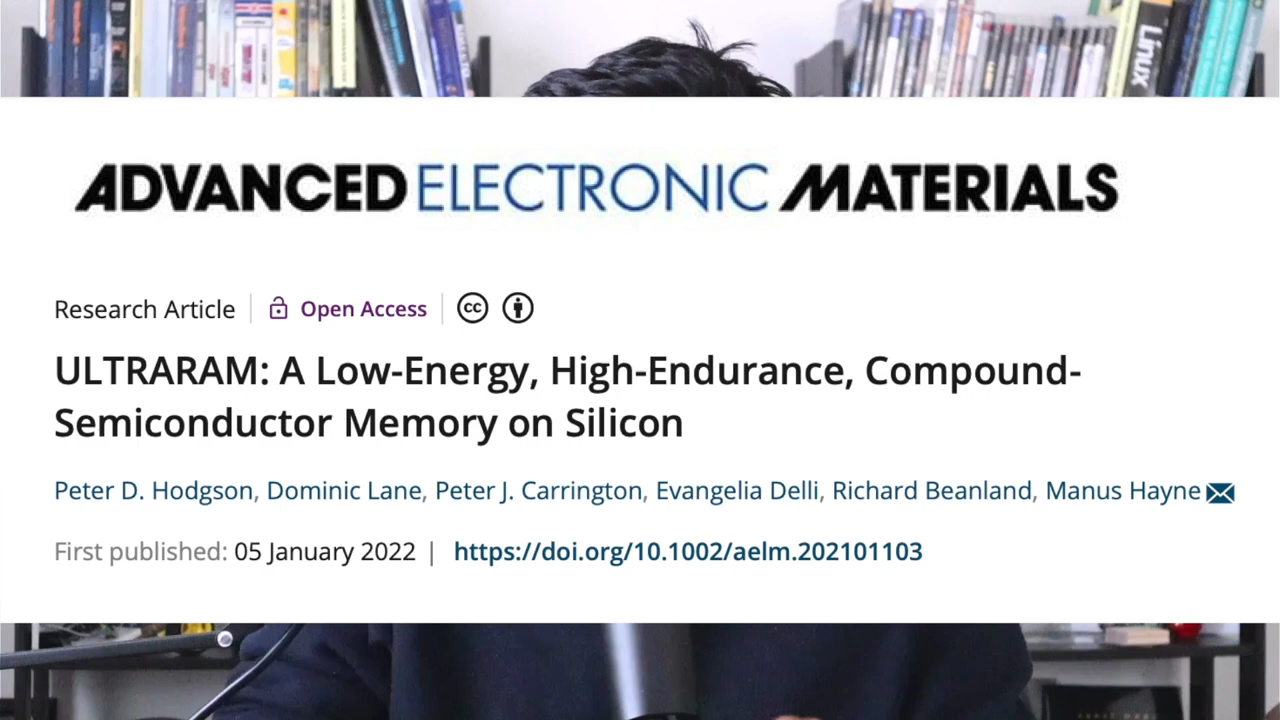 Linux
ADVANCED ELECTRONIC MATERIALS
Research Article | Open Access
ULTRARAM: A Low-Energy, High-Endurance, Compound-
Semiconductor Memory on Silicon
Peter D. Hodgson, Dominic Lane, Peter J. Carrington, Evangelia Delli, Richard Beanland, Manus Hayne
First published: 05 January 2022 | https://doi.org/10.1002/aelm.202101103